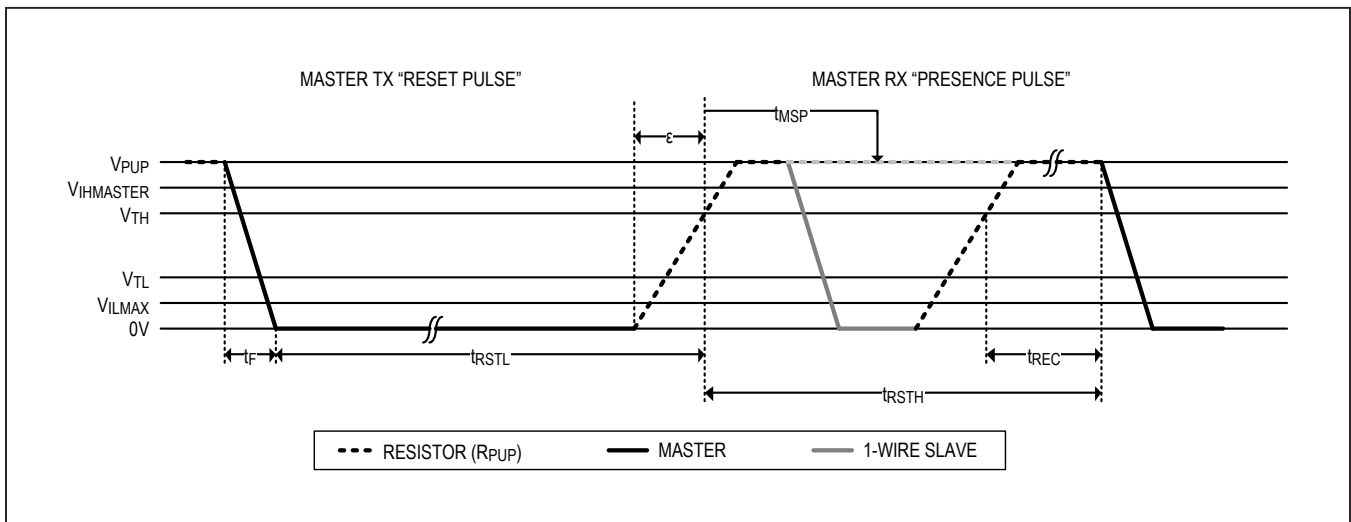 MASTER TX “RESET PULSE”
MASTER RX “PRESENCE PULSE”
tMSP
ε
VPUP
VIHMASTER
VTH
VTL
VILMAX
0V
tF
tRSTL
tREC
tRSTH
RESISTOR (RPUP)
MASTER
1-WIRE SLAVE